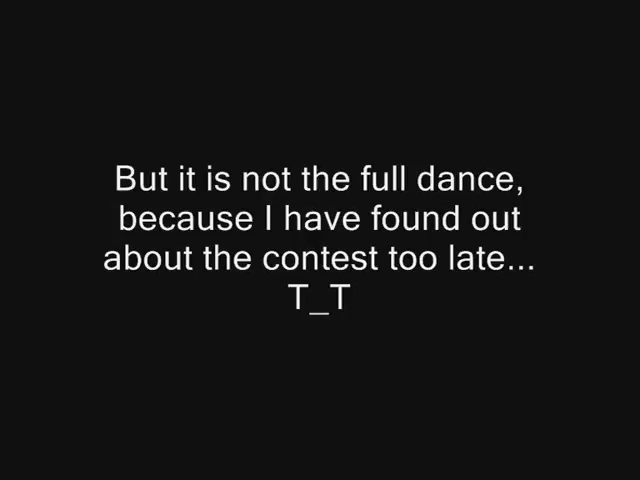 But it is not the full dance,
because I have found out
about the contest too late...
T_T